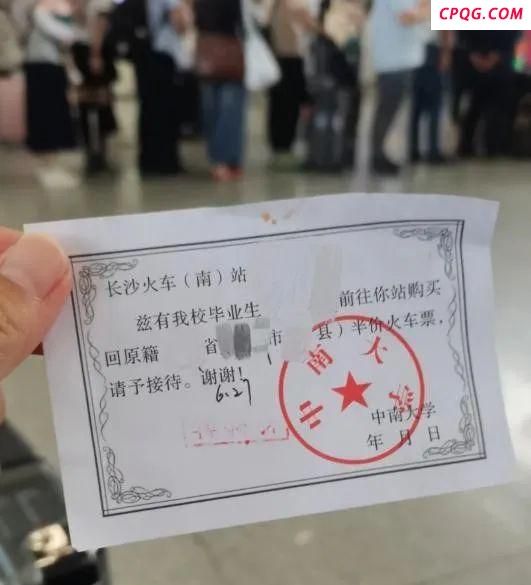 CPQG.COM
长沙火车（南）站
兹有我校毕业生 前往你站购买
回原籍 省 市 县）半价火车票，
请予接待。谢谢！
6.27
中南大学
中南大学
年 月 日